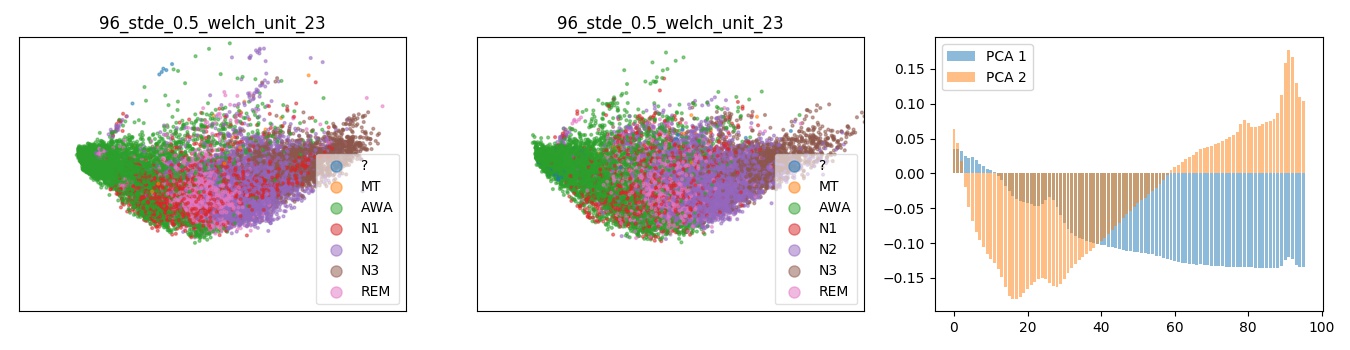 96_stde_0.5_welch_unit_23
?
MT
AWA
N1
N2
N3
REM
96_stde_0.5_welch_unit_23
?
MT
AWA
N1
N2
N3
REM
PCA 1
PCA 2
0.15
0.10
0.05
0.00
−0.05
−0.10
−0.15
0 20 40 60 80 100